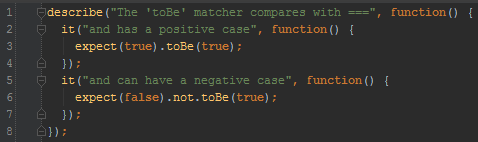 1 describe("The 'toBe' matcher compares with ===", function() {
2   it("and has a positive case", function() {
3     expect(true).toBe(true);
4   });
5   it("and can have a negative case", function() {
6     expect(false).not.toBe(true);
7   });
8 });